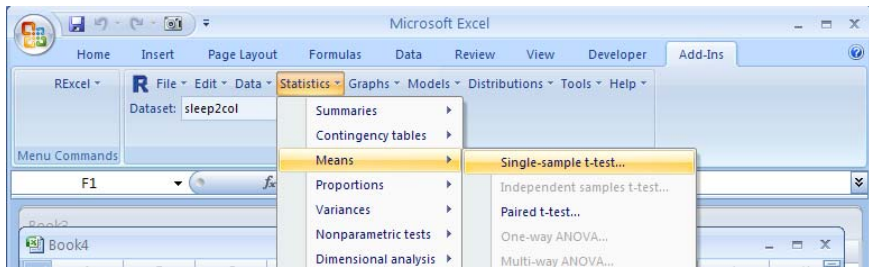 Microsoft Excel
Home Insert Page Layout Formulas Data Review View Developer Add-Ins
RExcel R File Edit Data Statistics Graphs Models Distributions Tools Help
Dataset: sleep2col
Summaries
Contingency tables
Menu Commands
Means Single-sample t-test...
F1 fx Proportions Independent samples t-test...
Variances Paired t-test...
Nonparametric tests One-way ANOVA...
Book4 Dimensional analysis Multi-way ANOVA...